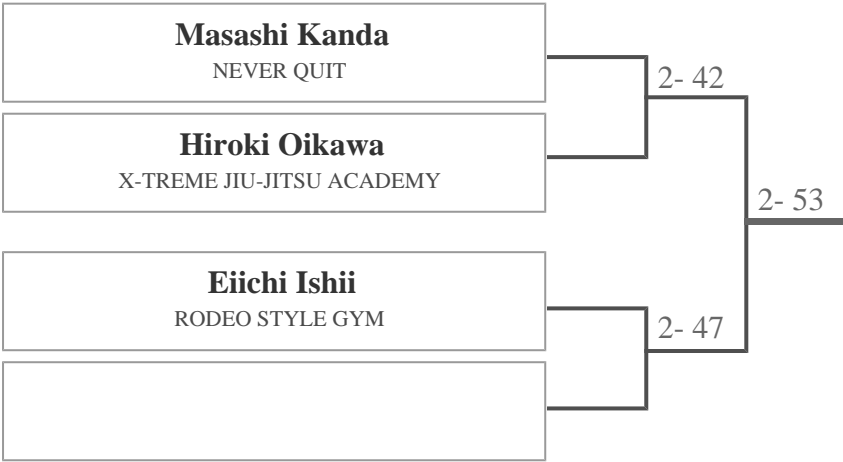 Masashi Kanda
NEVER QUIT
2- 42
Hiroki Oikawa
X-TREME JIU-JITSU ACADEMY
2- 53
Eiichi Ishii
RODEO STYLE GYM
2- 47